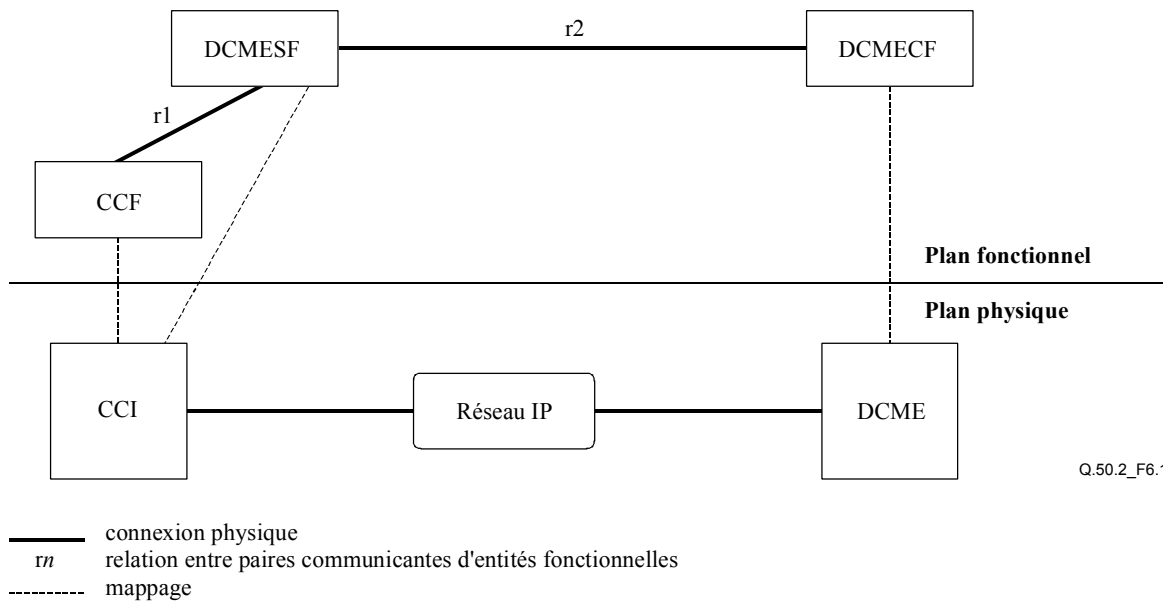 r2
DCMESF
DCMECF
r1
CCF
Plan fonctionnel
Plan physique
CCI
Réseau IP
DCME
Q.50.2_F6.1
connexion physique
rn relation entre paires communicantes d'entités fonctionnelles
mappage